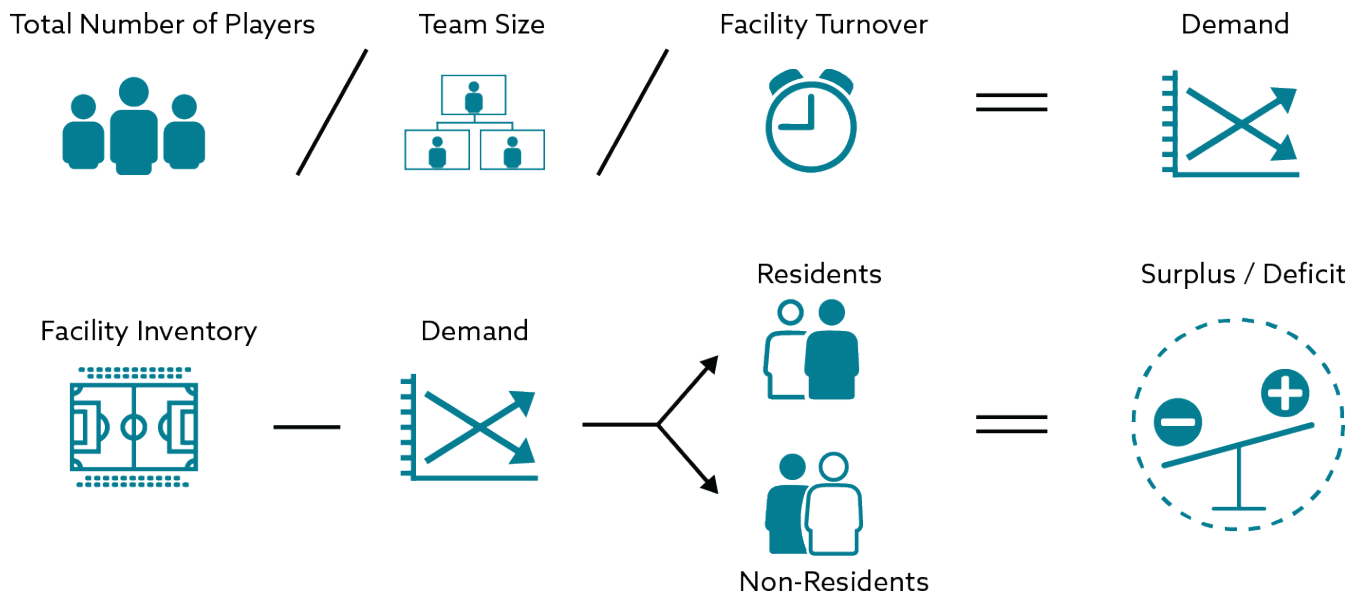 Total Number of Players
Team Size
Facility Turnover
Demand
Facility Inventory
Demand
Residents
Non-Residents
Surplus / Deficit